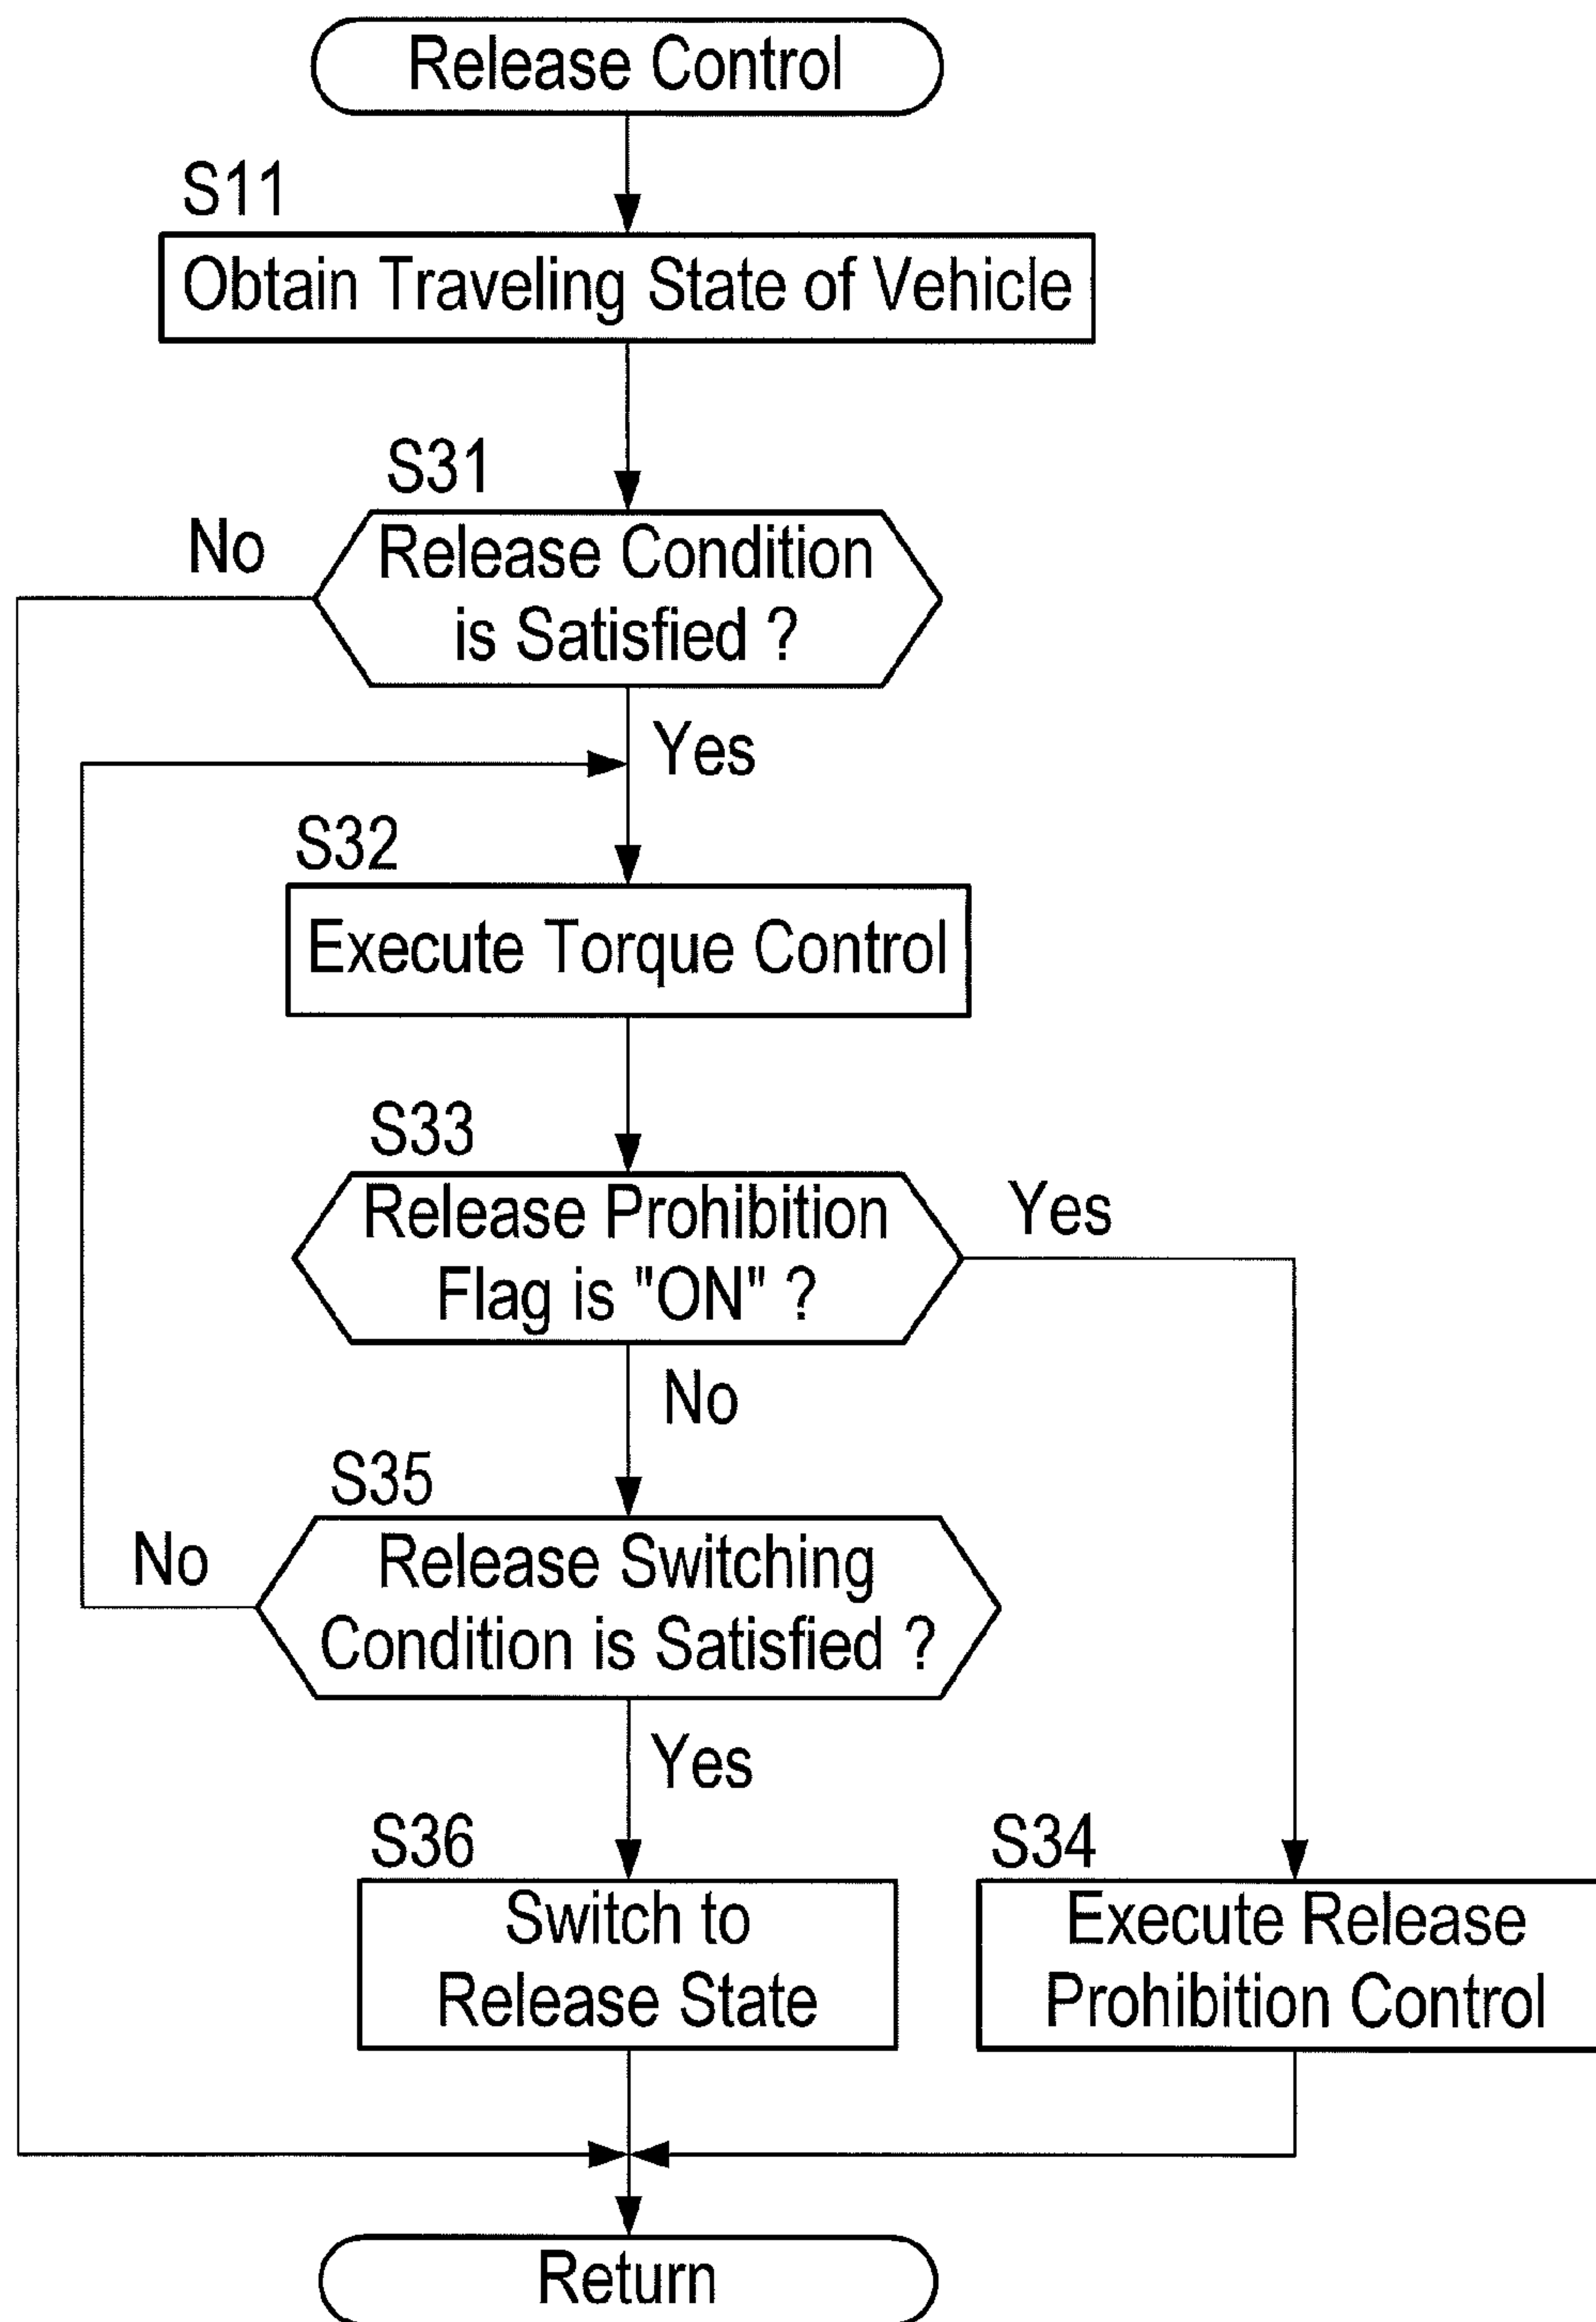 Release Control
S11
Obtain Traveling State of Vehicle
S31
No
Release Condition
is Satisfied ?
Yes
S32
Execute Torque Control
S33
Release Prohibition
Flag is "ON" ?
Yes
No
S35
No
Release Switching
Condition is Satisfied ?
Yes
S36
Switch to
Release State
S34
Execute Release
Prohibition Control
Return